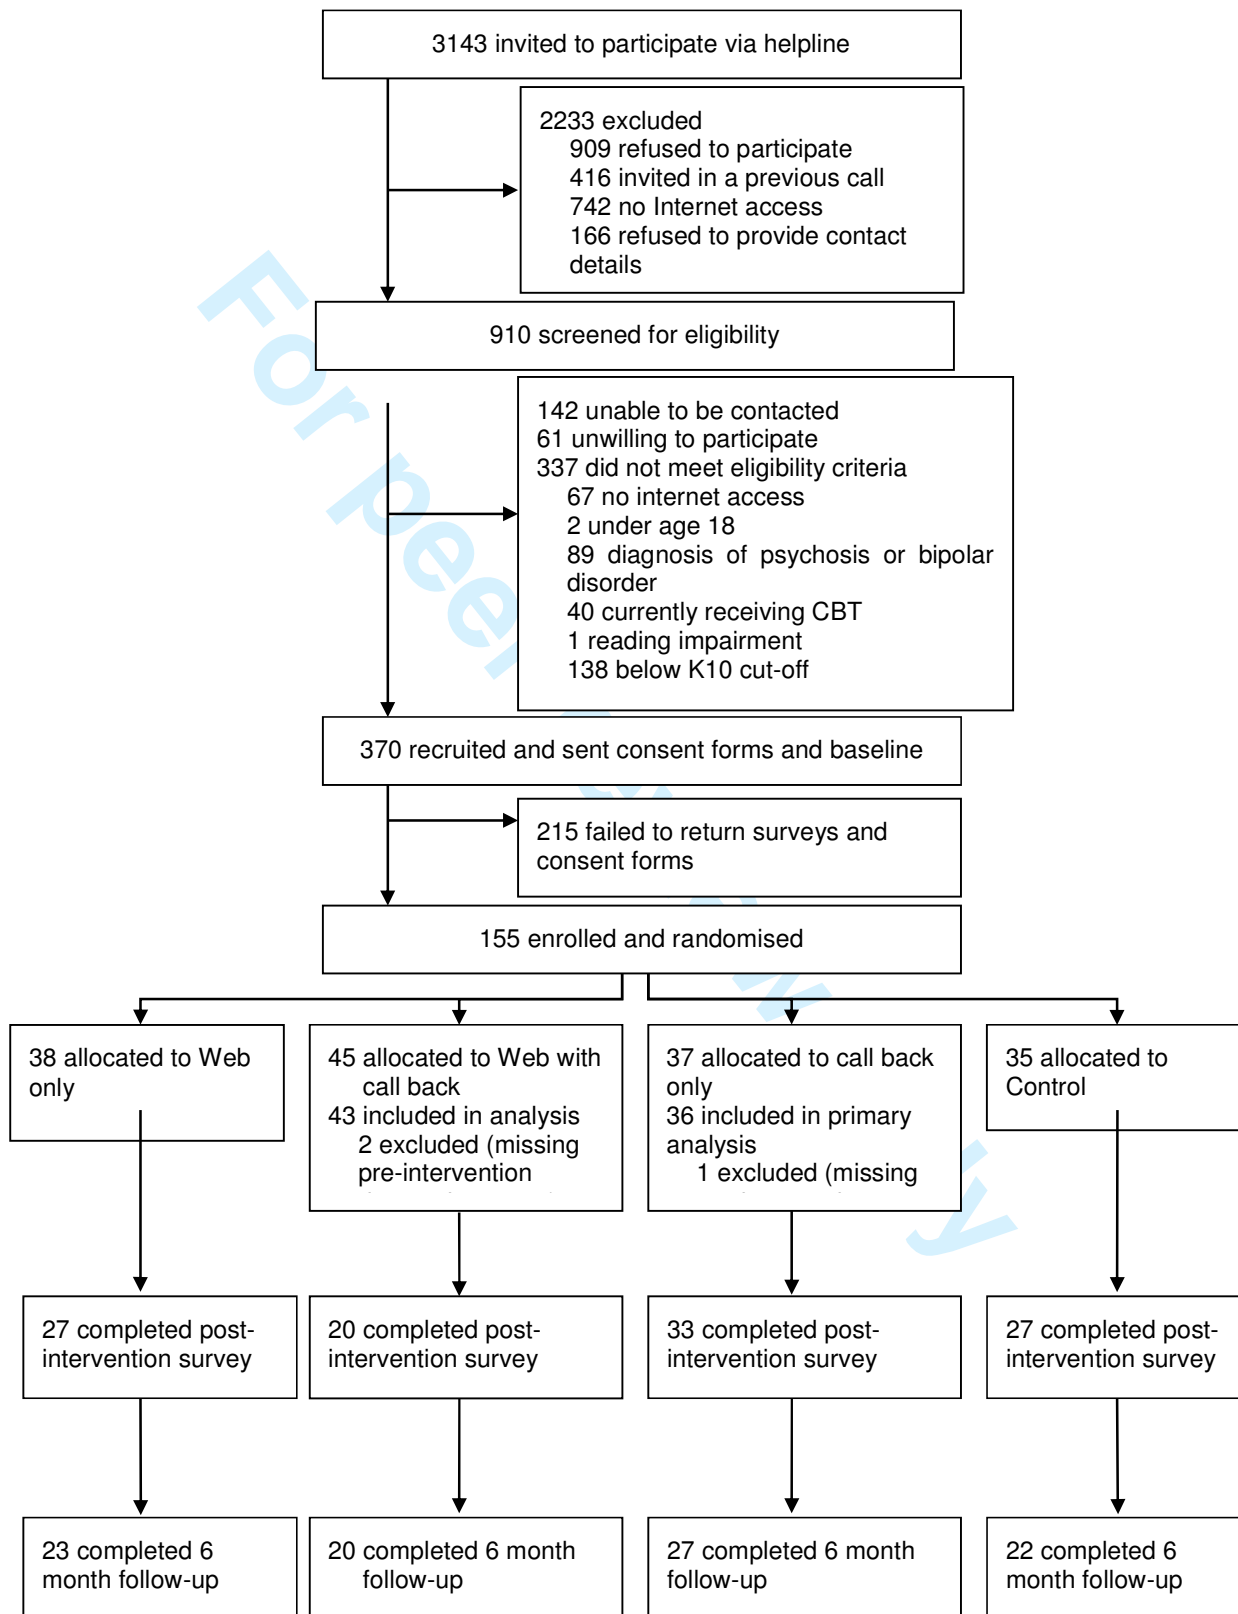 3143 invited to participate via helpline
2233 excluded
909 refused to participate
416 invited in a previous call
742 no Internet access
166 refused to provide contact
details
910 screened for eligibility
142 unable to be contacted
61 unwilling to participate
337 did not meet eligibility criteria
67 no internet access
2 under age 18
89 diagnosis of psychosis or bipolar
disorder
40 currently receiving CBT
1 reading impairment
138 below K10 cut-off
370 recruited and sent consent forms and baseline
215 failed to return surveys and
consent forms
155 enrolled and randomised
38 allocated to Web
only
45 allocated to Web with
call back
43 included in analysis
2 excluded (missing
pre-intervention
37 allocated to call back
only
36 included in primary
analysis
1 excluded (missing
35 allocated to
Control
27 completed post-
intervention survey
20 completed post-
intervention survey
33 completed post-
intervention survey
27 completed post-
intervention survey
23 completed 6
month follow-up
20 completed 6 month
follow-up
27 completed 6 month
follow-up
22 completed 6
month follow-up
For peer